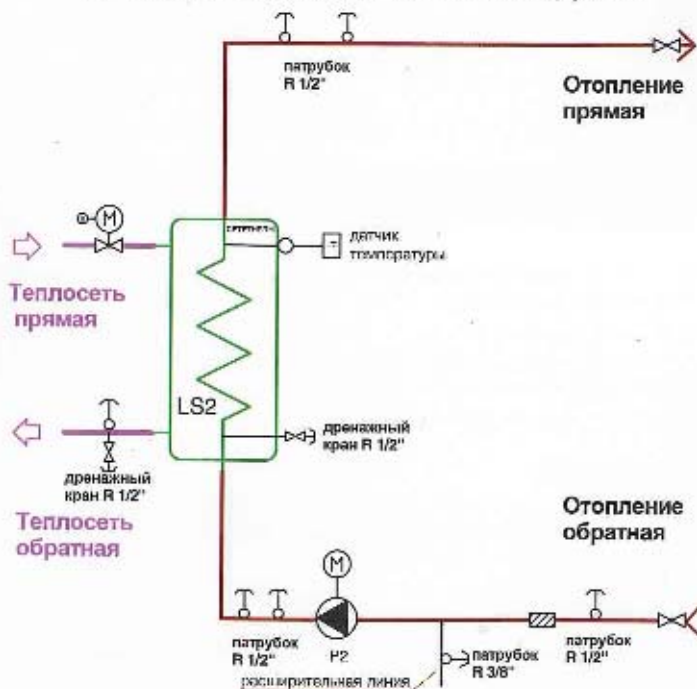 патрубок
R 1/2"
Отопление
прямая
M
датчик
температуры
Теплосеть
прямая
LS2
дренажный
кран R 1/2"
дренажный
кран R 1/2"
Теплосеть
обратная
Отопление
обратная
M
патрубок
R 1/2"
P2
патрубок
R 3/8"
патрубок
R 1/2"
расширительная линия